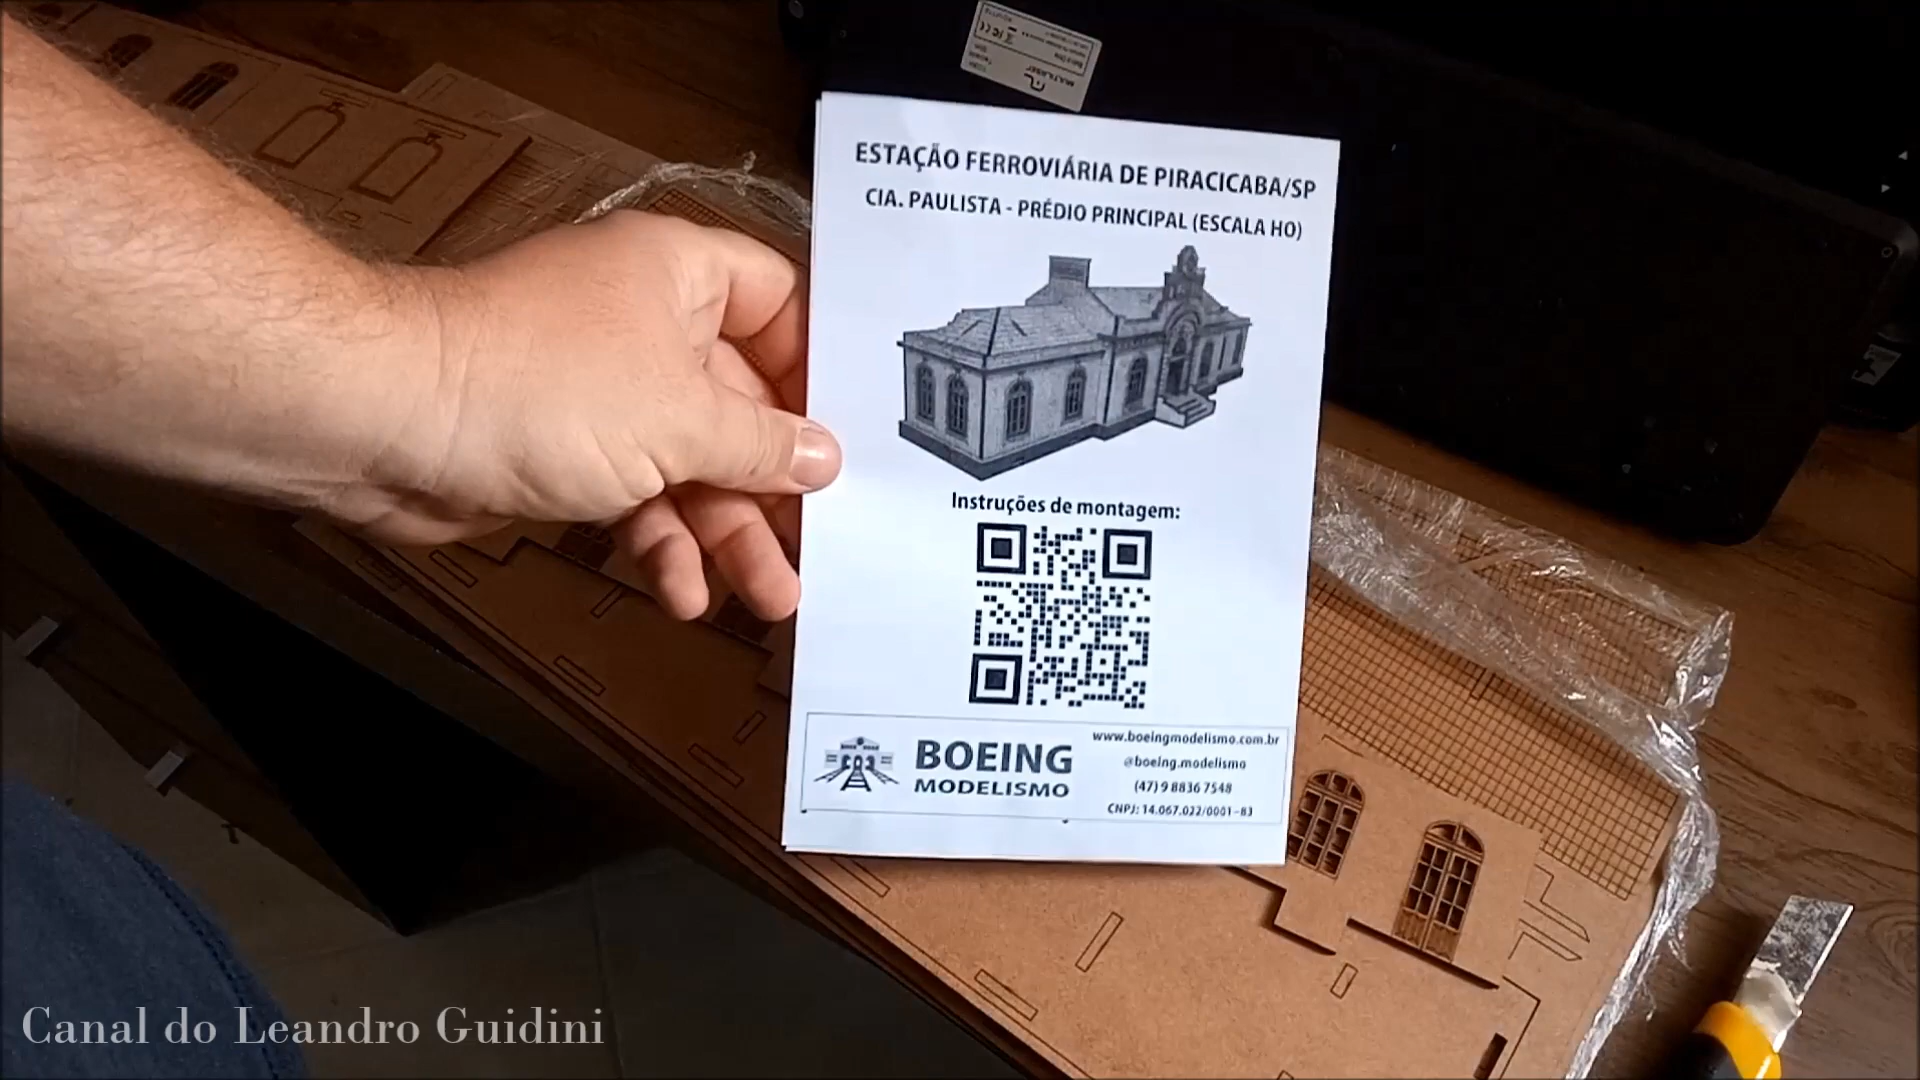 MULTILASER
ESTAÇÃO FERROVIÁRIA DE PIRACICABA/SP
CIA. PAULISTA - PRÉDIO PRINCIPAL (ESCALA HO)
Instruções de montagem:
BOEING
MODELISMO
www.boeingmodelismo.com.br
@boeing.modelismo
(47) 9 8836 7548
CNPJ: 14.067.022/0001-83
Canal do Leandro Guidini